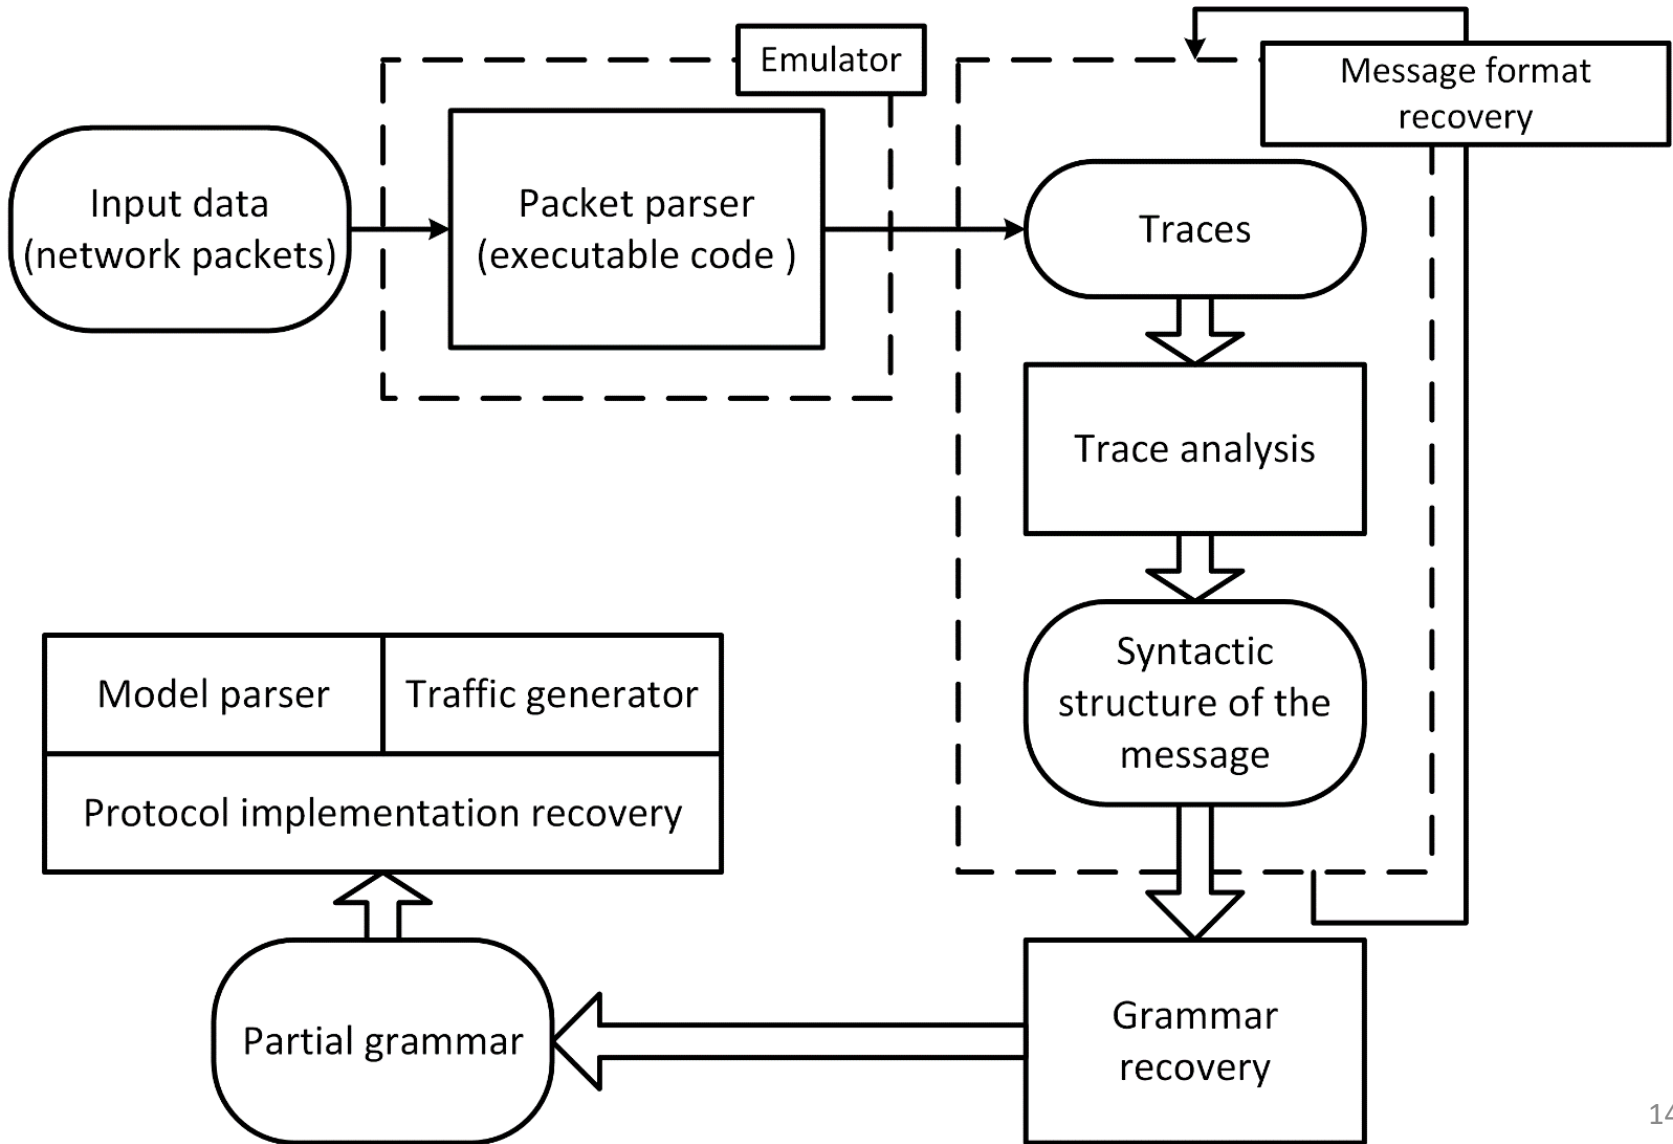 Emulator
Message format
recovery
Input data
(network packets)
Packet parser
(executable code )
Traces
Trace analysis
Syntactic
structure of the
message
Model parser
Traffic generator
Protocol implementation recovery
Grammar
recovery
Partial grammar
14